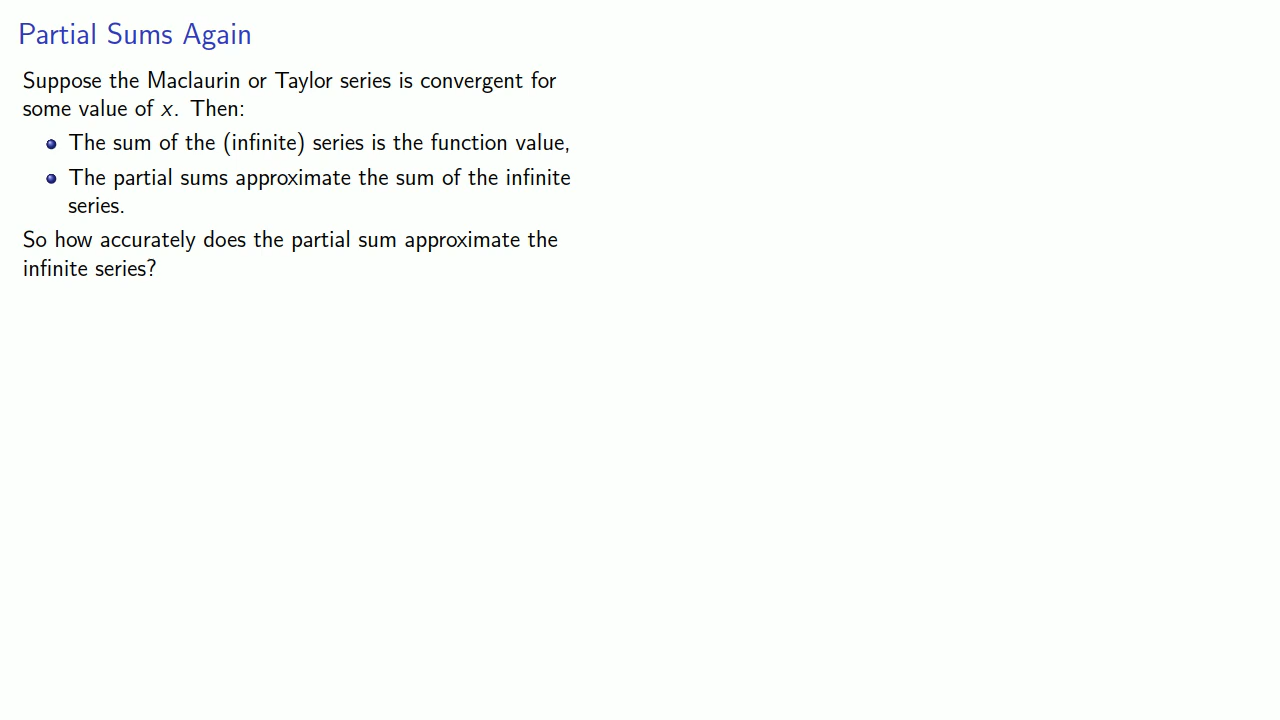 Partial Sums Again
Suppose the Maclaurin or Taylor series is convergent for
some value of x. Then:
The sum of the (infinite) series is the function value,
The partial sums approximate the sum of the infinite
series.
So how accurately does the partial sum approximate the
infinite series?